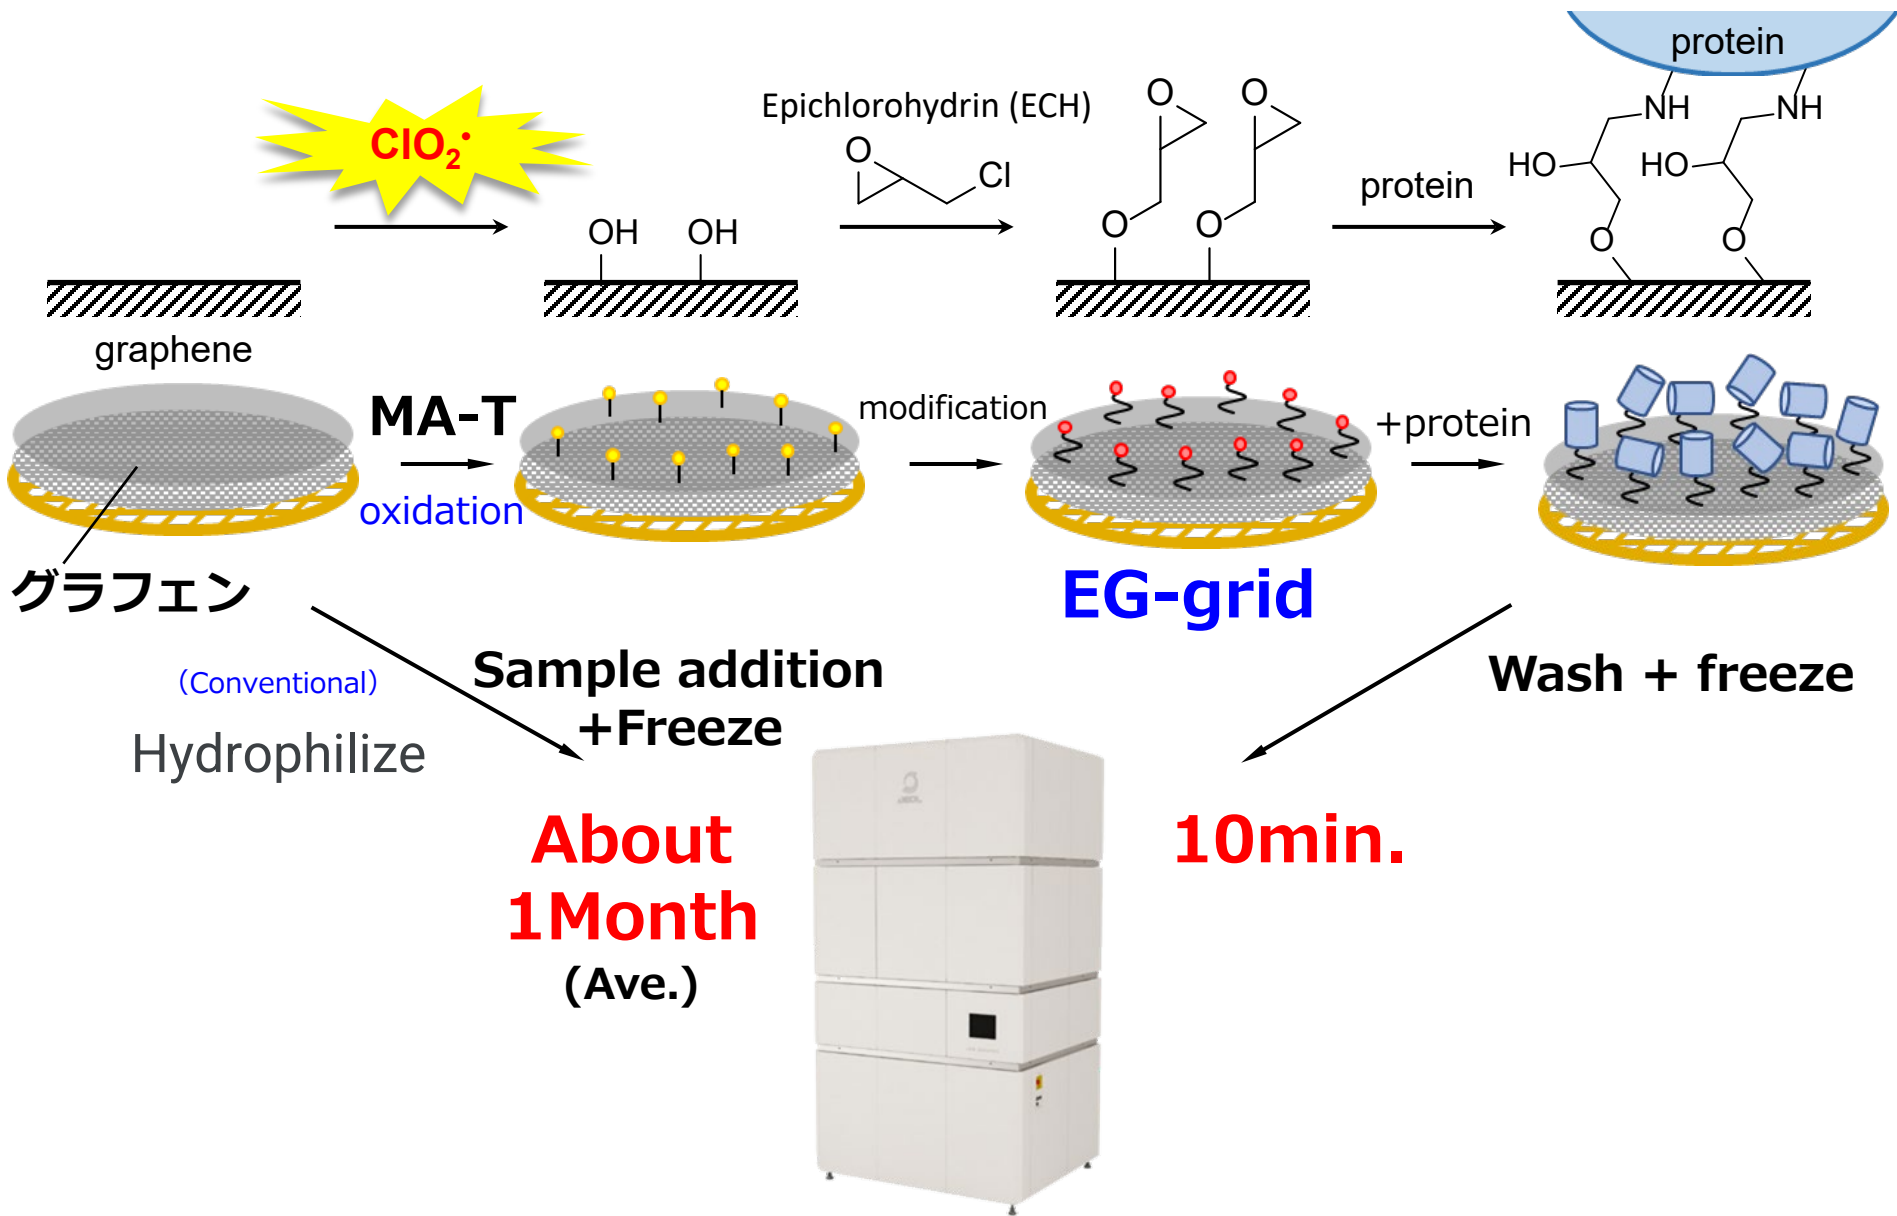 protein
ClO2•
Epichlorohydrin (ECH)
O
Cl
O
O
O
O
NH
NH
HO
HO
O
O
protein
OH
OH
graphene
MA-T
oxidation
modification
+protein
グラフェン
EG-grid
(Conventional)
Hydrophilize
Sample addition
+Freeze
Wash + freeze
About
1Month
(Ave.)
10min.
JEOL